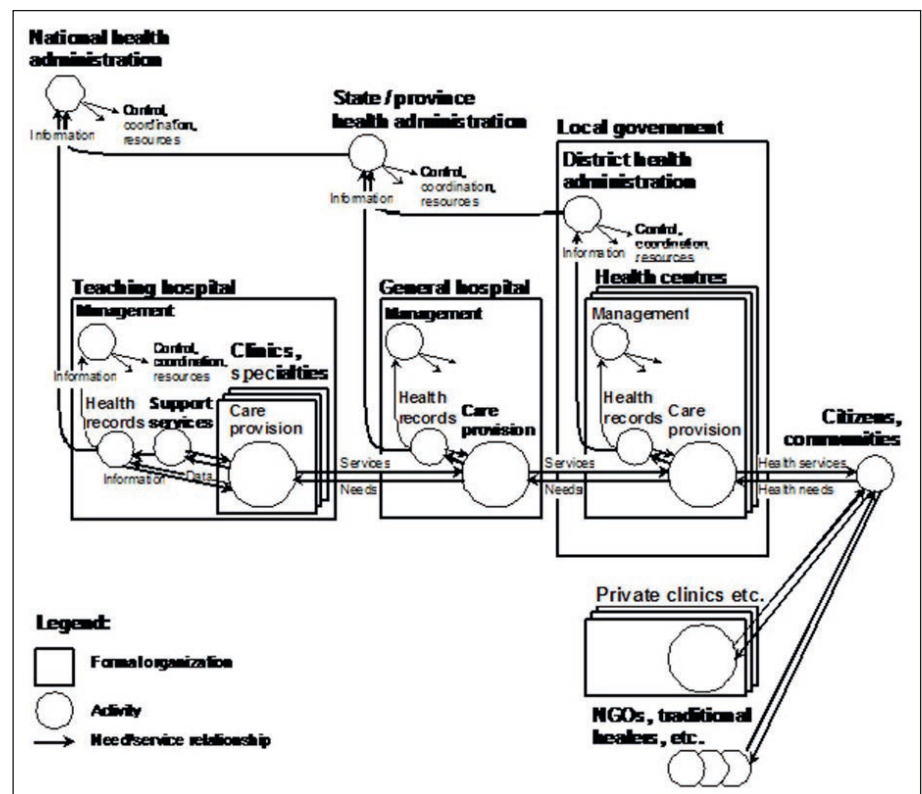 National health
administration
Control,
coordination,
resources
Information
State / province
health administration
Control,
coordination,
resources
Information
Local government
District health
administration
Control,
coordination,
resources
Information
Teaching hospital
Management
Control,
coordination,
resources
Information
Clinics,
specialties
Health
records
Support
services
Care
provision
Information
Data
Services
Needs
General hospital
Management
Health
records
Care
provision
Services
Needs
Health centres
Management
Health
records
Care
provision
Health services
Health needs
Citizens,
communities
Private clinics etc.
NGOs, traditional
healers, etc.
Legend:
Formal organization
Activity
Need/service relationship